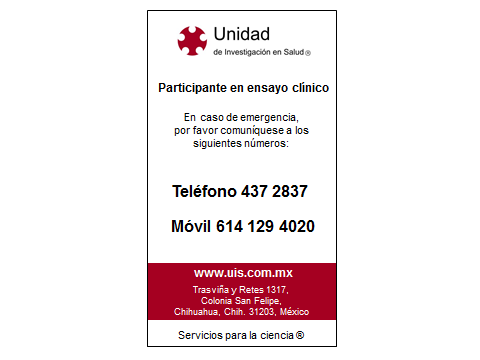 Unidad
de Investigación en Salud®
Participante en ensayo clínico
En caso de emergencia,
por favor comuníquese a los
siguientes números:
Teléfono 437 2837
Móvil 614 129 4020
www.uis.com.mx
Trasviña y Retes 1317,
Colonia San Felipe,
Chihuahua, Chih. 31203, México
Servicios para la ciencia ®